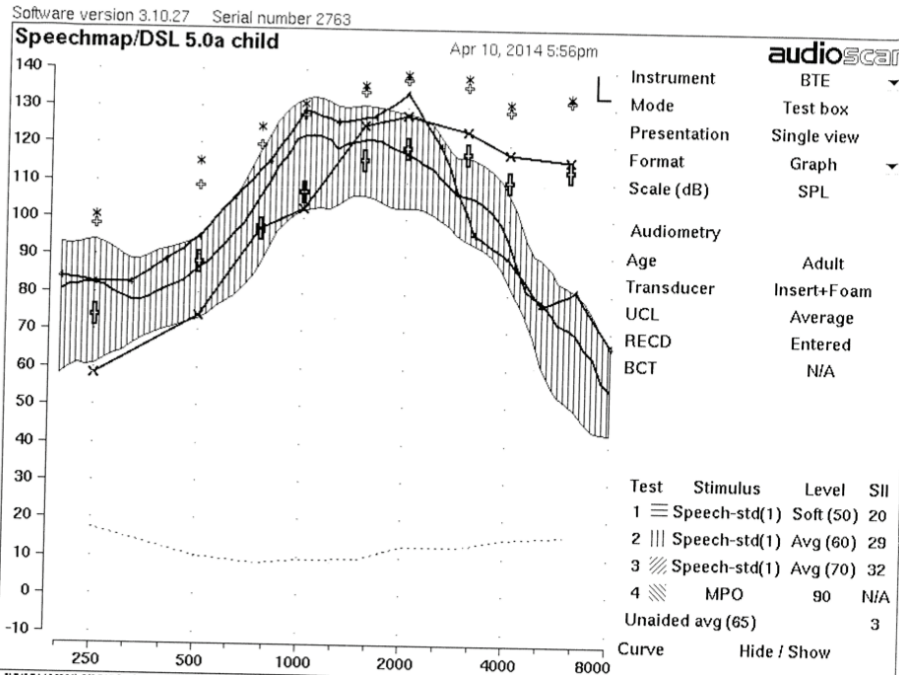 Software version 3.10.27 Serial number 2763
Speechmap/DSL 5.0a child
Apr 10, 2014 5:56pm
audioscan
140
130
120
110
100
90
80
70
60
50
40
30
20
10
0
-10
250 500 1000 2000 4000 8000
Instrument BTE
Mode Test box
Presentation Single view
Format Graph
Scale (dB) SPL
Audiometry
Age Adult
Transducer Insert+Foam
UCL Average
RECD Entered
BCT N/A
Test Stimulus Level SII
1 Speech-std(1) Soft (50) 20
2 Speech-std(1) Avg (60) 29
3 Speech-std(1) Avg (70) 32
4 MPO 90 N/A
Unaided avg (65) 3
Curve Hide / Show